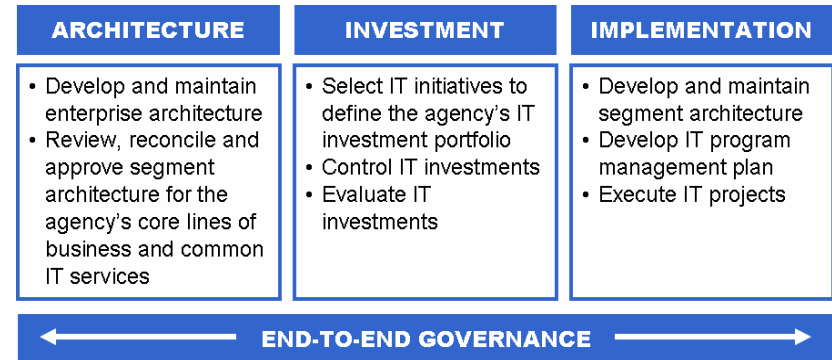 ARCHITECTURE
• Develop and maintain
enterprise architecture
• Review, reconcile and
approve segment
architecture for the
agency's core lines of
business and common
IT services
INVESTMENT
• Select IT initiatives to
define the agency's IT
investment portfolio
• Control IT investments
• Evaluate IT
investments
IMPLEMENTATION
• Develop and maintain
segment architecture
• Develop IT program
management plan
• Execute IT projects
END-TO-END GOVERNANCE